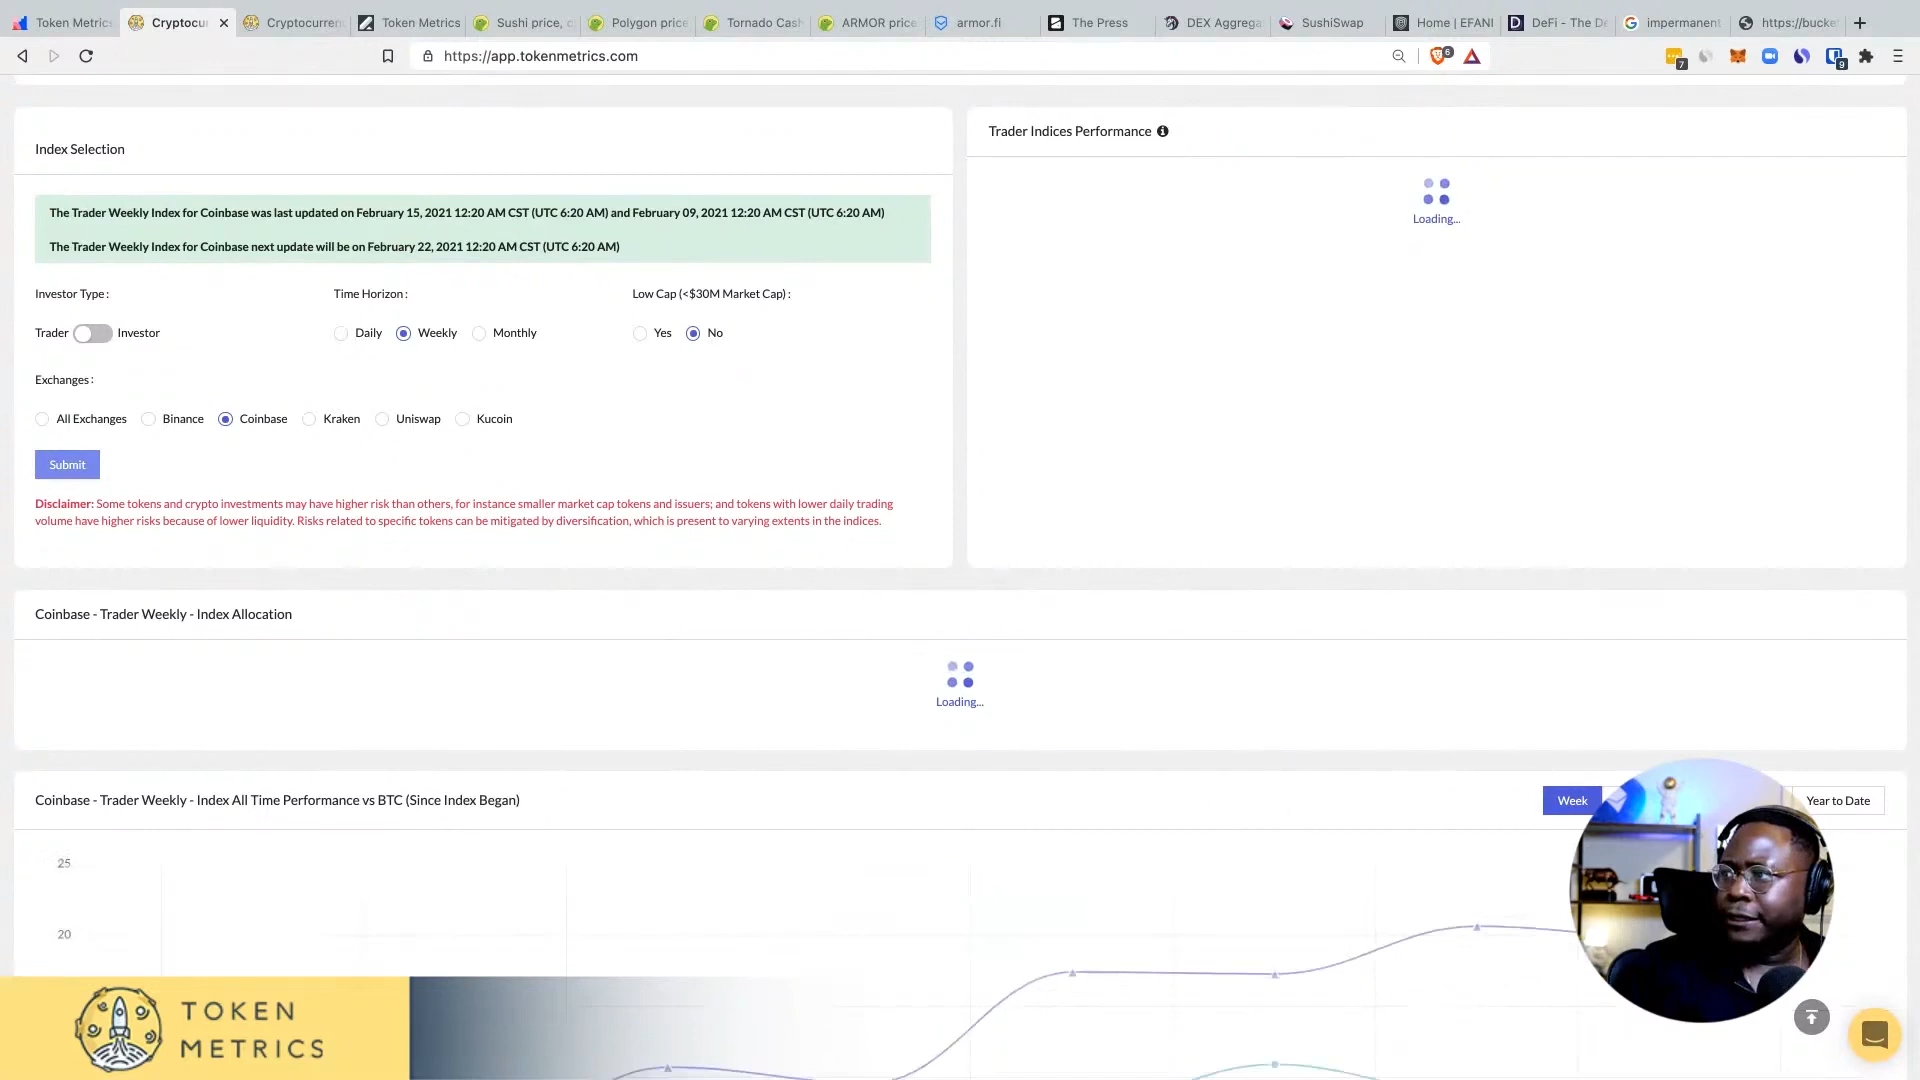 Token Metrics
Cryptocu
Cryptocurren
Token Metrics
Sushi price, c
Polygon price
Tornado Cash
ARMOR price
armor.fi
The Press
DEX Aggrega
SushiSwap
Home | EFANI
DeFi - The De
impermanent
https://bucke
https://app.tokenmetrics.com
6
7
9
Index Selection
Trader Indices Performance
The Trader Weekly Index for Coinbase was last updated on February 15, 2021 12:20 AM CST (UTC 6:20 AM) and February 09, 2021 12:20 AM CST (UTC 6:20 AM)
The Trader Weekly Index for Coinbase next update will be on February 22, 2021 12:20 AM CST (UTC 6:20 AM)
Loading...
Investor Type :
Time Horizon :
Low Cap (<$30M Market Cap) :
Trader Investor
Daily Weekly Monthly
Yes No
Exchanges :
All Exchanges Binance Coinbase Kraken Uniswap Kucoin
Submit
Disclaimer: Some tokens and crypto investments may have higher risk than others, for instance smaller market cap tokens and issuers; and tokens with lower daily trading
volume have higher risks because of lower liquidity. Risks related to specific tokens can be mitigated by diversification, which is present to varying extents in the indices.
Coinbase - Trader Weekly - Index Allocation
Loading...
Coinbase - Trader Weekly - Index All Time Performance vs BTC (Since Index Began)
Week
Year to Date
25
20
TOKEN
METRICS